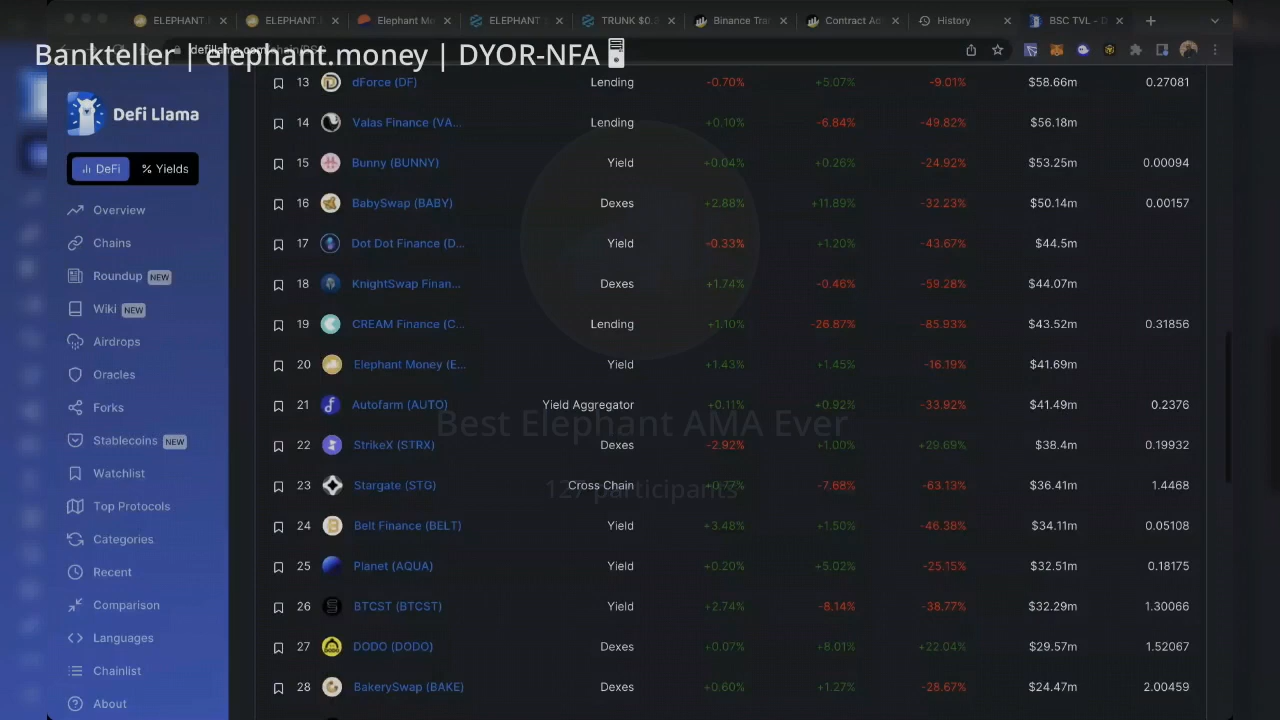 ELEPHANT.
ELEPHANT.
Elephant Me
ELEPHANT
TRUNK $0.
Binance Tra
Contract Ad
History
BSC TVL - D
Bankteller | elephant.money | DYOR-NFA
Defi Llama
DeFi
Yields
Overview
Chains
Roundup NEW
Wiki NEW
Airdrops
Oracles
Forks
Stablecoins NEW
Watchlist
Top Protocols
Categories
Recent
Comparison
Languages
Chainlist
About
13 dForce (DF) Lending -0.70% +5.07% -9.01% $58.66m 0.27081
14 Valas Finance (VA... Lending +0.10% -6.84% -49.82% $56.18m
15 Bunny (BUNNY) Yield +0.04% +0.26% -24.92% $53.25m 0.00094
16 BabySwap (BABY) Dexes +2.88% +11.89% -32.23% $50.14m 0.00157
17 Dot Dot Finance (D... Yield -0.33% +1.20% -43.67% $44.5m
18 KnightSwap Finan... Dexes +1.74% -0.46% -59.28% $44.07m
19 CREAM Finance (C... Lending +1.10% -26.87% -85.93% $43.52m 0.31856
20 Elephant Money (E... Yield +1.43% +1.45% -16.19% $41.69m
21 Autofarm (AUTO) Yield Aggregator +0.11% +0.92% -33.92% $41.49m 0.2376
Best Elephant AMA Ever
22 StrikeX (STRX) Dexes -2.92% +1.00% +29.69% $38.4m 0.19932
23 Stargate (STG) Cross Chain +0.77% -7.68% -63.13% $36.41m 1.4468
127 participants
24 Belt Finance (BELT) Yield +3.48% +1.50% -46.38% $34.11m 0.05108
25 Planet (AQUA) Yield +0.20% +5.02% -25.15% $32.51m 0.18175
26 BTCST (BTCST) Yield +2.74% -8.14% -38.77% $32.29m 1.30066
27 DODO (DODO) Dexes +0.07% +8.01% +22.04% $29.57m 1.52067
28 BakerySwap (BAKE) Dexes +0.60% +1.27% -28.67% $24.47m 2.00459